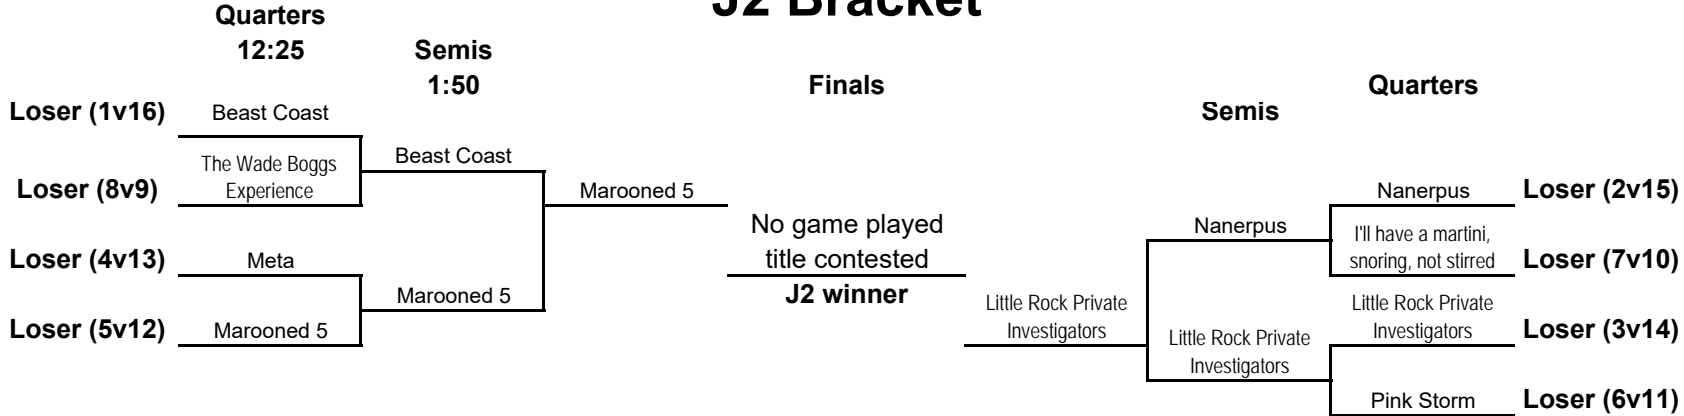 J2 Bracket
Quarters
12:25
Semis
1:50
Finals
Quarters
Semis
Loser (1v16)
Beast Coast
The Wade Boggs
Experience
Loser (8v9)
Beast Coast
Loser (4v13)
Meta
Loser (5v12)
Marooned 5
Marooned 5
Marooned 5
No game played
title contested
J2 winner
Little Rock Private
Investigators
Nanerpus
Little Rock Private
Investigators
Nanerpus
Loser (2v15)
I'll have a martini,
snoring, not stirred
Loser (7v10)
Little Rock Private
Investigators
Loser (3v14)
Pink Storm
Loser (6v11)